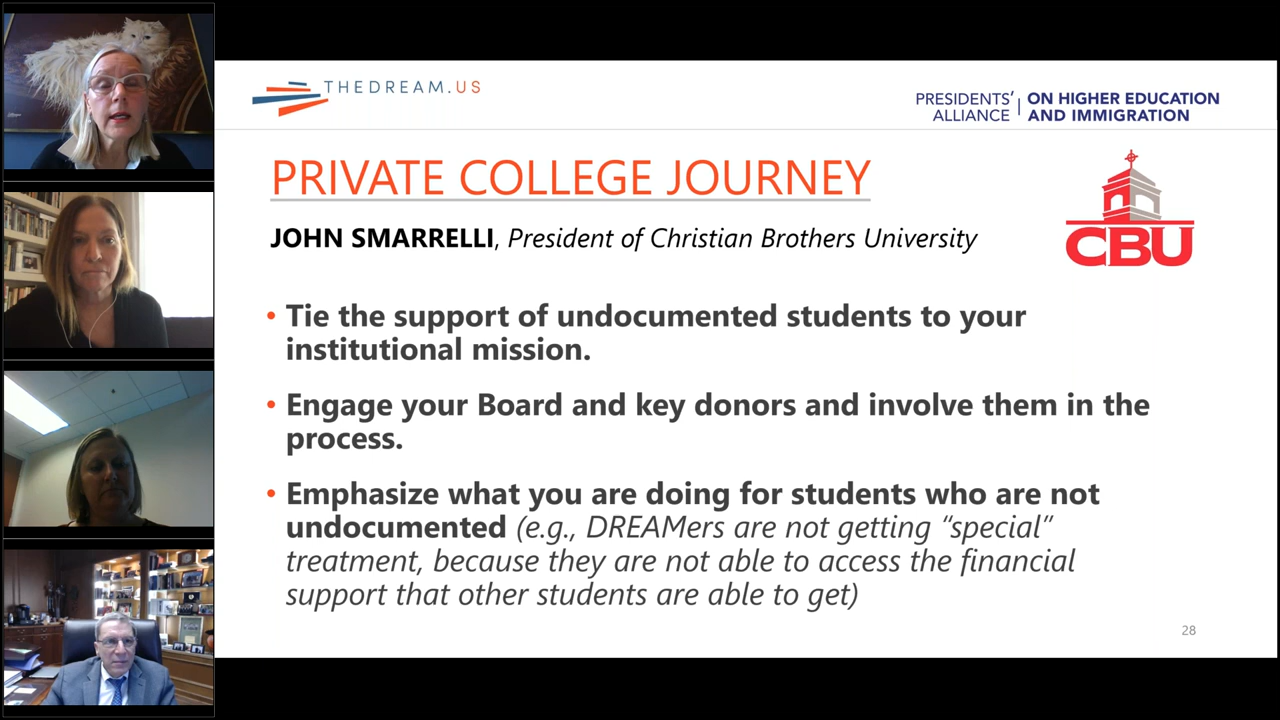 THEDREAM.US
PRESIDENTS' ALLIANCE
ON HIGHER EDUCATION AND IMMIGRATION
PRIVATE COLLEGE JOURNEY
JOHN SMARRELLI, President of Christian Brothers University
CBU
• Tie the support of undocumented students to your
institutional mission.
• Engage your Board and key donors and involve them in the
process.
• Emphasize what you are doing for students who are not
undocumented (e.g., DREAMers are not getting “special”
treatment, because they are not able to access the financial
support that other students are able to get)
28